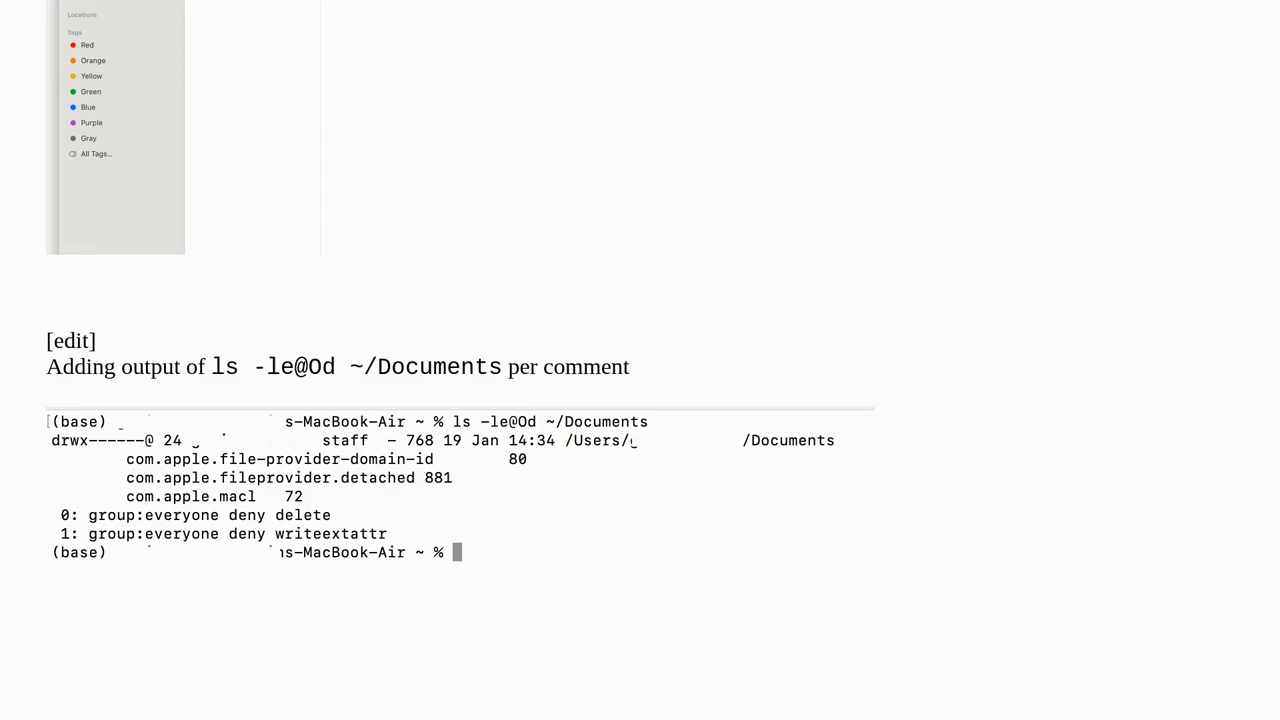 Locations
Tags
Red
Orange
Yellow
Green
Blue
Purple
Gray
All Tags...
[edit]
Adding output of ls -le@Od ~/Documents per comment
(base) s-MacBook-Air ~ % ls -le@Od ~/Documents
drwx------@ 24 staff - 768 19 Jan 14:34 /Users/ /Documents
com.apple.file-provider-domain-id 80
com.apple.fileprovider.detached 881
com.apple.macl 72
0: group:everyone deny delete
1: group:everyone deny writeextattr
(base) s-MacBook-Air ~ %